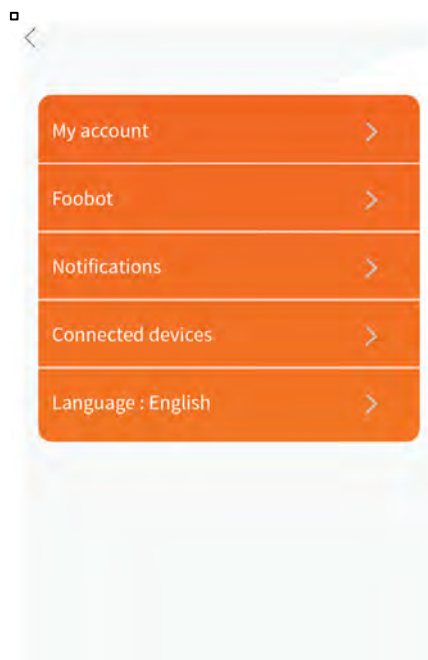 My account
Foobot
Notifications
Connected devices
Language : English